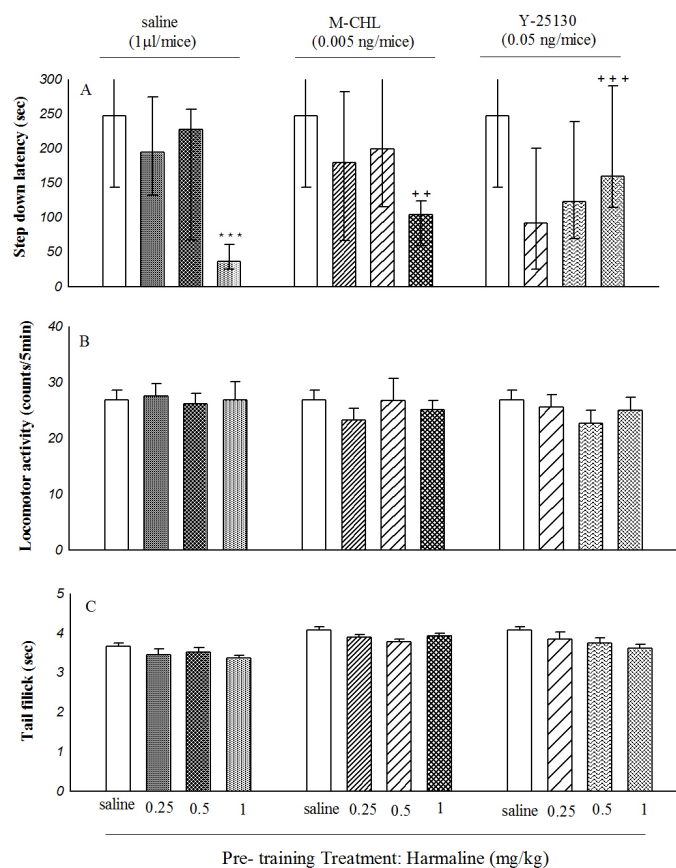 saline
(1μl/mice)
M-CHL
(0.005 ng/mice)
Y-25130
(0.05 ng/mice)
A
Step down latency (sec)
300
250
200
150
100
50
0
***
++
+++
B
Locomotor activity (counts/5min)
40
30
20
10
0
C
Tail filick (sec)
5
4
3
2
1
0
saline 0.25 0.5 1 saline 0.25 0.5 1 saline 0.25 0.5 1
Pre- training Treatment: Harmaline (mg/kg)